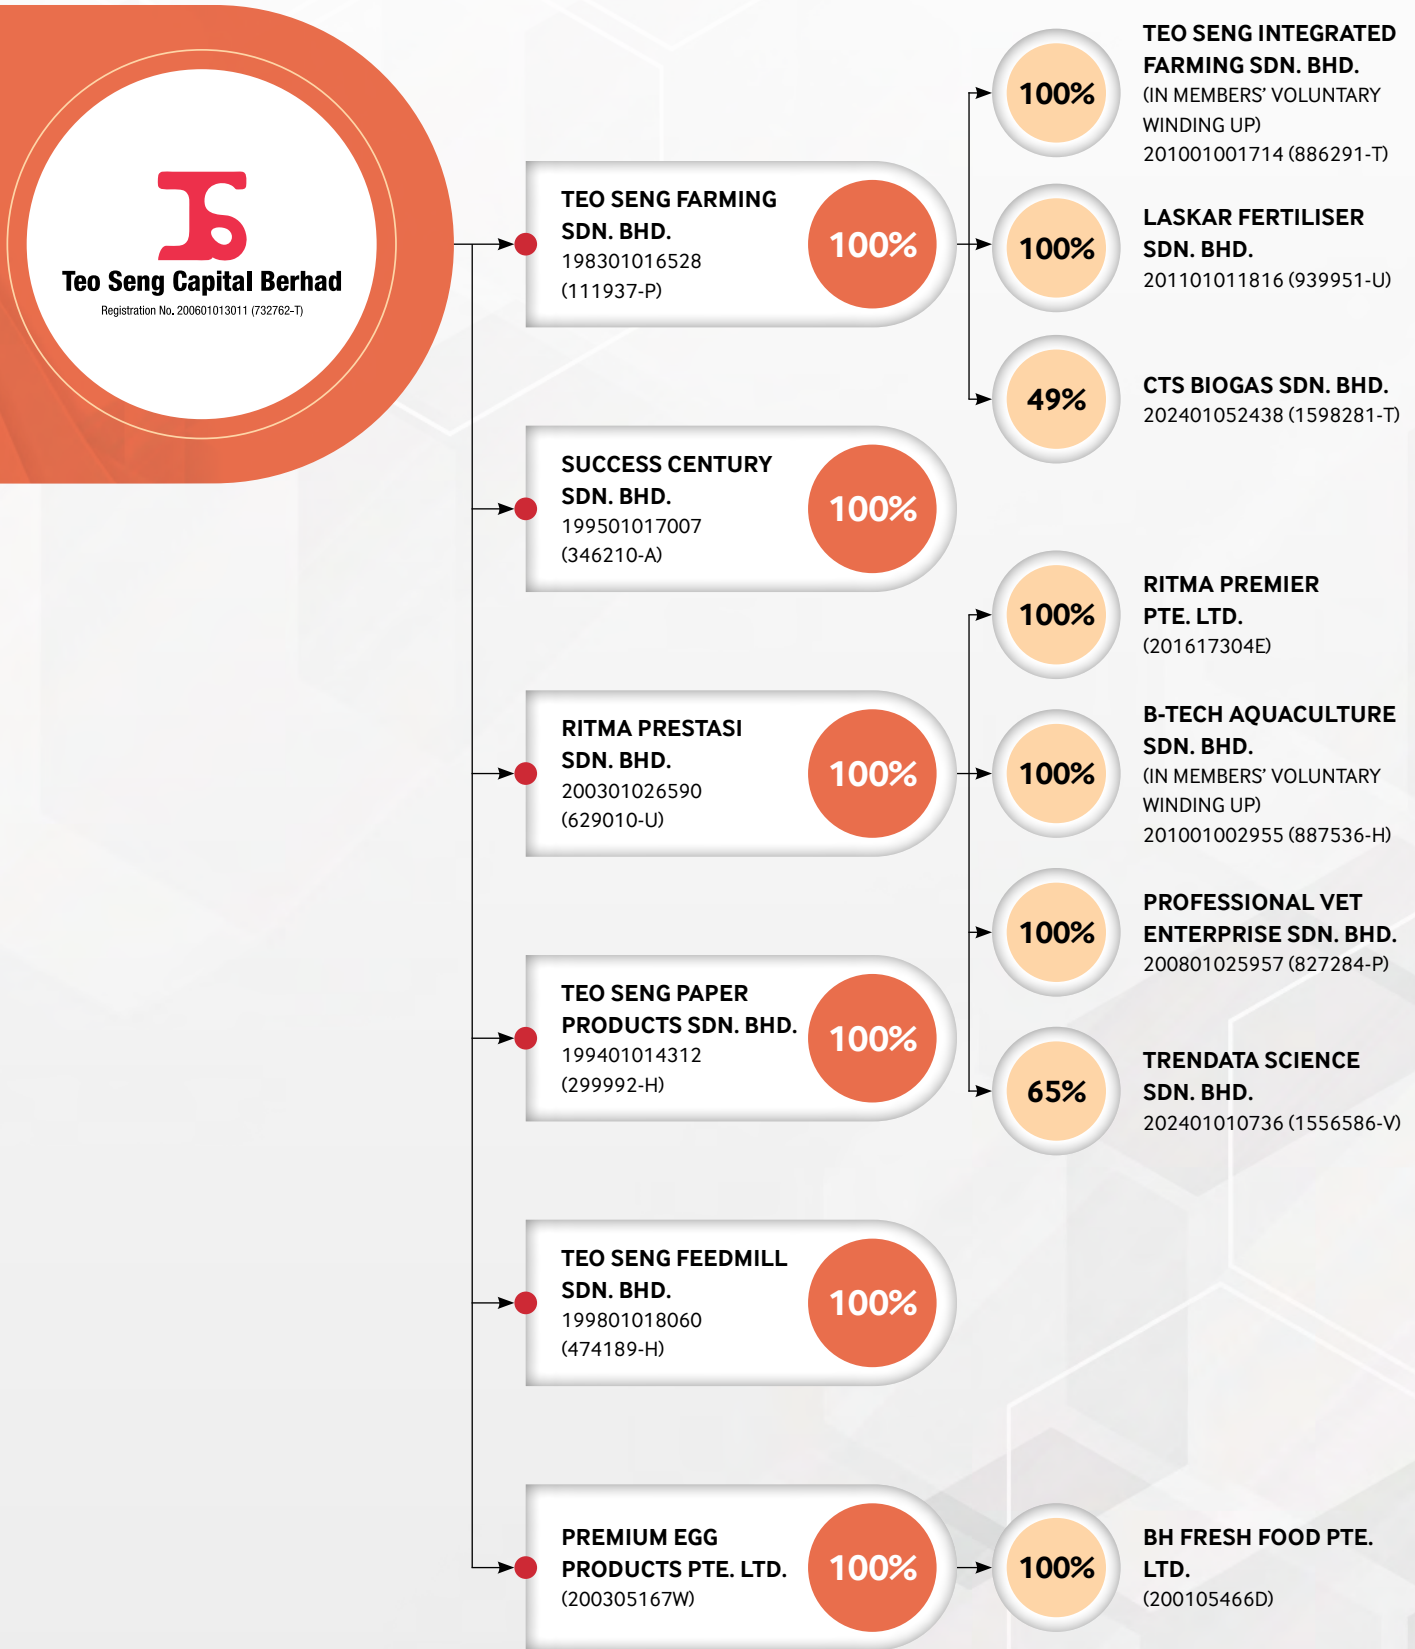 Teo Seng Capital Berhad
Registration No. 200601013011 (732762-T)
TEO SENG FARMING
SDN. BHD.
198301016528
(111937-P)
100%
100%
TEO SENG INTEGRATED
FARMING SDN. BHD.
(IN MEMBERS' VOLUNTARY
WINDING UP)
201001001714 (886291-T)
100%
LASKAR FERTILISER
SDN. BHD.
201101011816 (939951-U)
49%
CTS BIOGAS SDN. BHD.
202401052438 (1598281-T)
SUCCESS CENTURY
SDN. BHD.
199501017007
(346210-A)
100%
RITMA PRESTASI
SDN. BHD.
200301026590
(629010-U)
100%
100%
RITMA PREMIER
PTE. LTD.
(201617304E)
100%
B-TECH AQUACULTURE
SDN. BHD.
(IN MEMBERS' VOLUNTARY
WINDING UP)
201001002955 (887536-H)
100%
PROFESSIONAL VET
ENTERPRISE SDN. BHD.
200801025957 (827284-P)
65%
TRENDATA SCIENCE
SDN. BHD.
202401010736 (1556586-V)
TEO SENG PAPER
PRODUCTS SDN. BHD.
199401014312
(299992-H)
100%
TEO SENG FEEDMILL
SDN. BHD.
199801018060
(474189-H)
100%
PREMIUM EGG
PRODUCTS PTE. LTD.
(200305167W)
100%
100%
BH FRESH FOOD PTE.
LTD.
(200105466D)